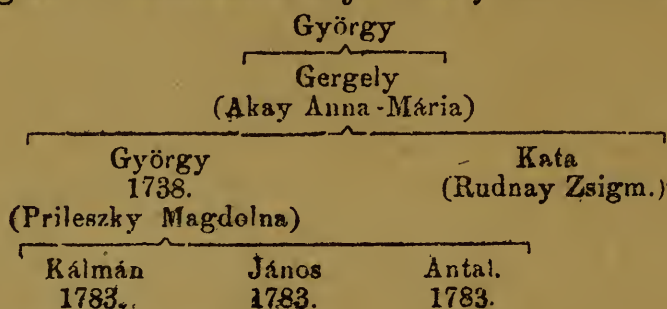 György
Gergely
(Akay Anna-Mária)
György Kata
1738. (Rudnay Zsigm.)
(Prileszky Magdolna)
Kálmán János Antal.
1783. 1783. 1783.